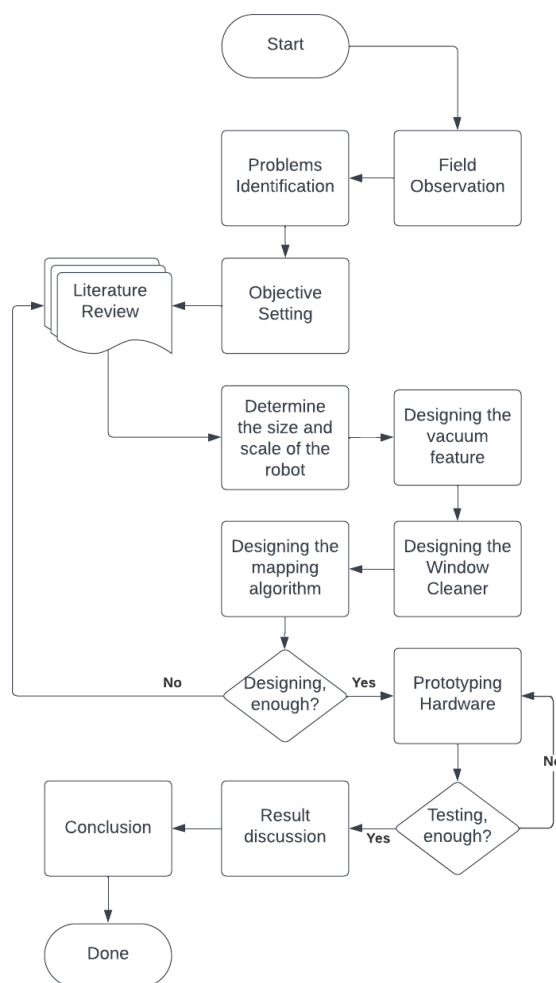 Start
Field
Observation
Problems
Identification
Objective
Setting
Literature
Review
Determine
the size and
scale of the
robot
Designing the
vacuum
feature
Designing the
Window
Cleaner
Designing the
mapping
algorithm
Designing,
enough?
No
Yes
Prototyping
Hardware
Testing,
enough?
Yes
Result
discussion
Conclusion
Done